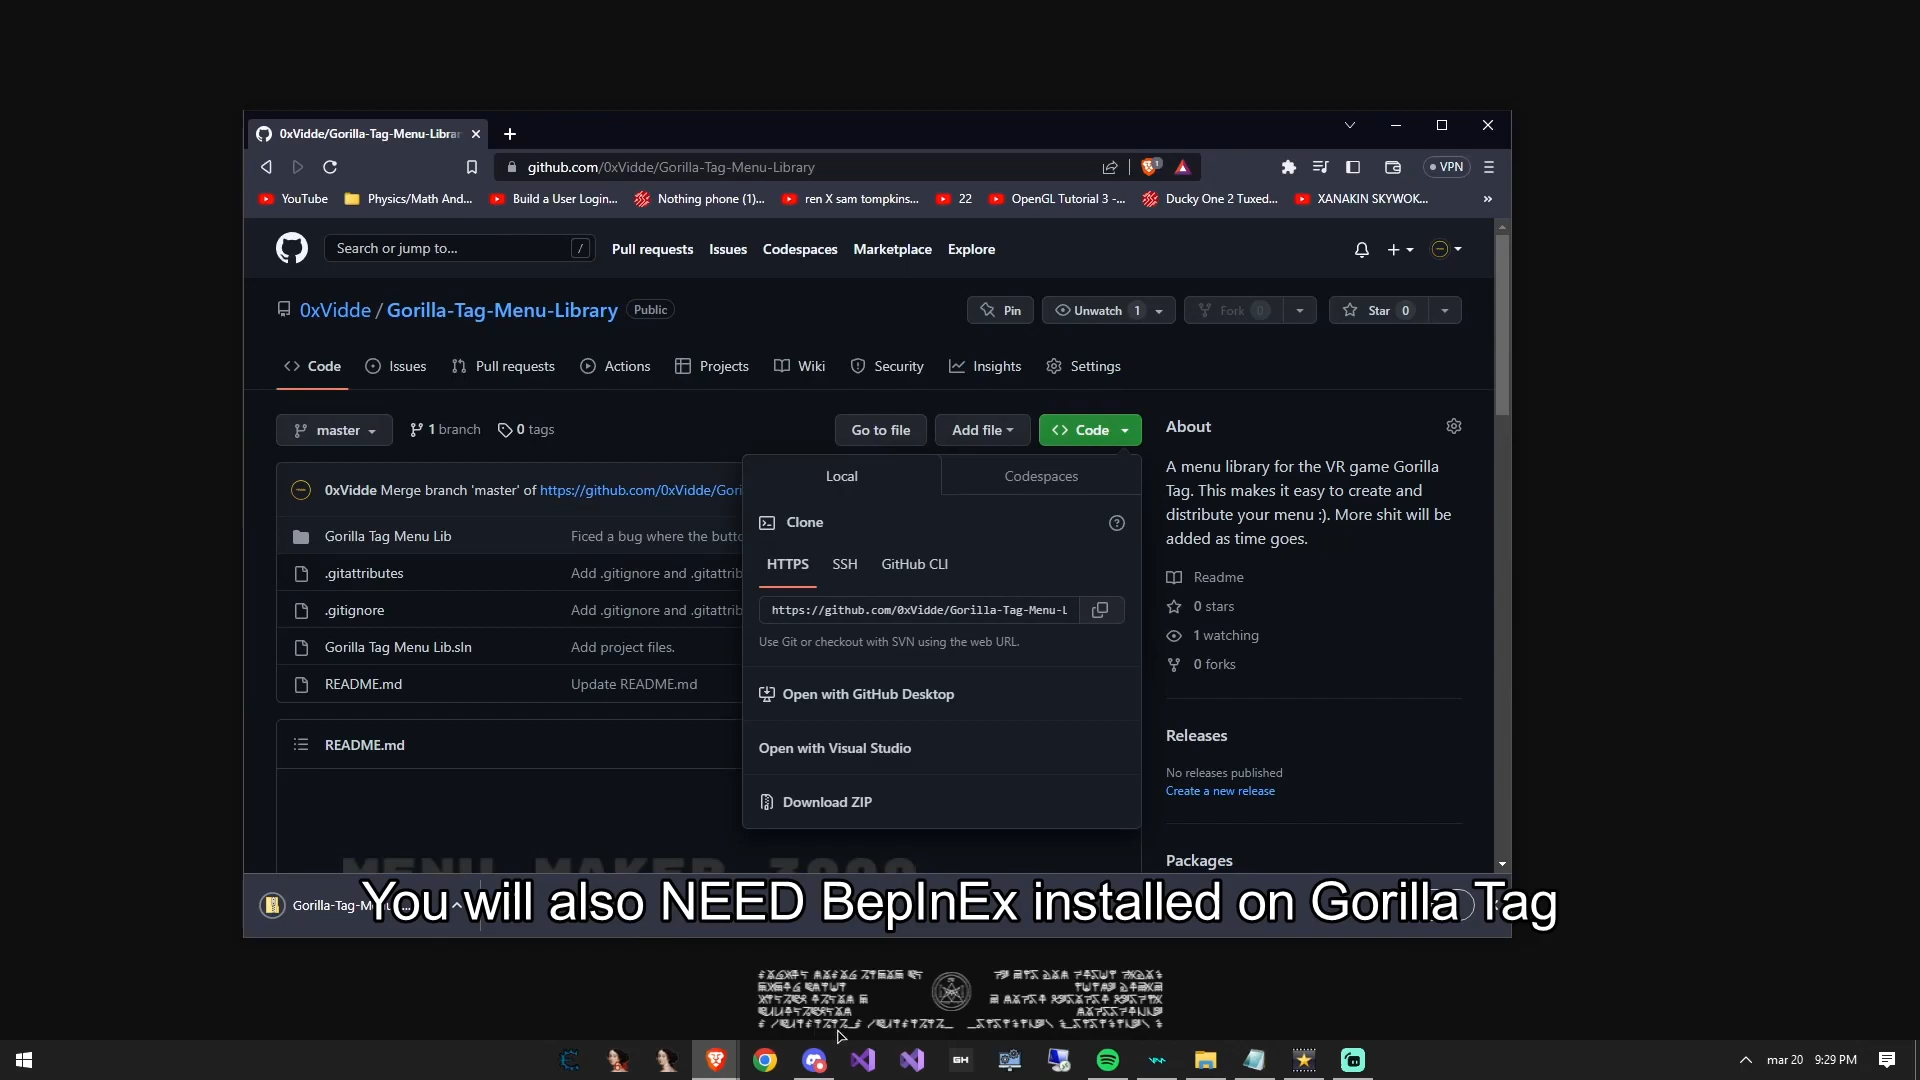 0xVidde/Gorilla-Tag-Menu-Librar
github.com/0xVidde/Gorilla-Tag-Menu-Library
1
VPN
YouTube
Physics/Math And...
Build a User Login...
Nothing phone (1)...
ren X sam tompkins...
22
OpenGL Tutorial 3 -...
Ducky One 2 Tuxed...
XANAKIN SKYWOK...
»
Search or jump to...
/
Pull requests
Issues
Codespaces
Marketplace
Explore
0xVidde / Gorilla-Tag-Menu-Library
Public
Pin
Unwatch 1
Fork 0
Star 0
Code
Issues
Pull requests
Actions
Projects
Wiki
Security
Insights
Settings
master
1 branch
0 tags
Go to file
Add file
Code
0xVidde Merge branch 'master' of https://github.com/0xVidde/Gori
Gorilla Tag Menu Lib
Ficed a bug where the butto
.gitattributes
Add .gitignore and .gitattrib
.gitignore
Add .gitignore and .gitattrib
Gorilla Tag Menu Lib.sln
Add project files.
README.md
Update README.md
README.md
MENU MAKER 3000
Local
Codespaces
Clone
HTTPS
SSH
GitHub CLI
https://github.com/0xVidde/Gorilla-Tag-Menu-L
Use Git or checkout with SVN using the web URL.
Open with GitHub Desktop
Open with Visual Studio
Download ZIP
About
A menu library for the VR game Gorilla
Tag. This makes it easy to create and
distribute your menu :). More shit will be
added as time goes.
Readme
0 stars
1 watching
0 forks
Releases
No releases published
Create a new release
Packages
Gorilla-Tag-M
You will also NEED BepInEx installed on Gorilla Tag
GH
mar 20
9:29 PM